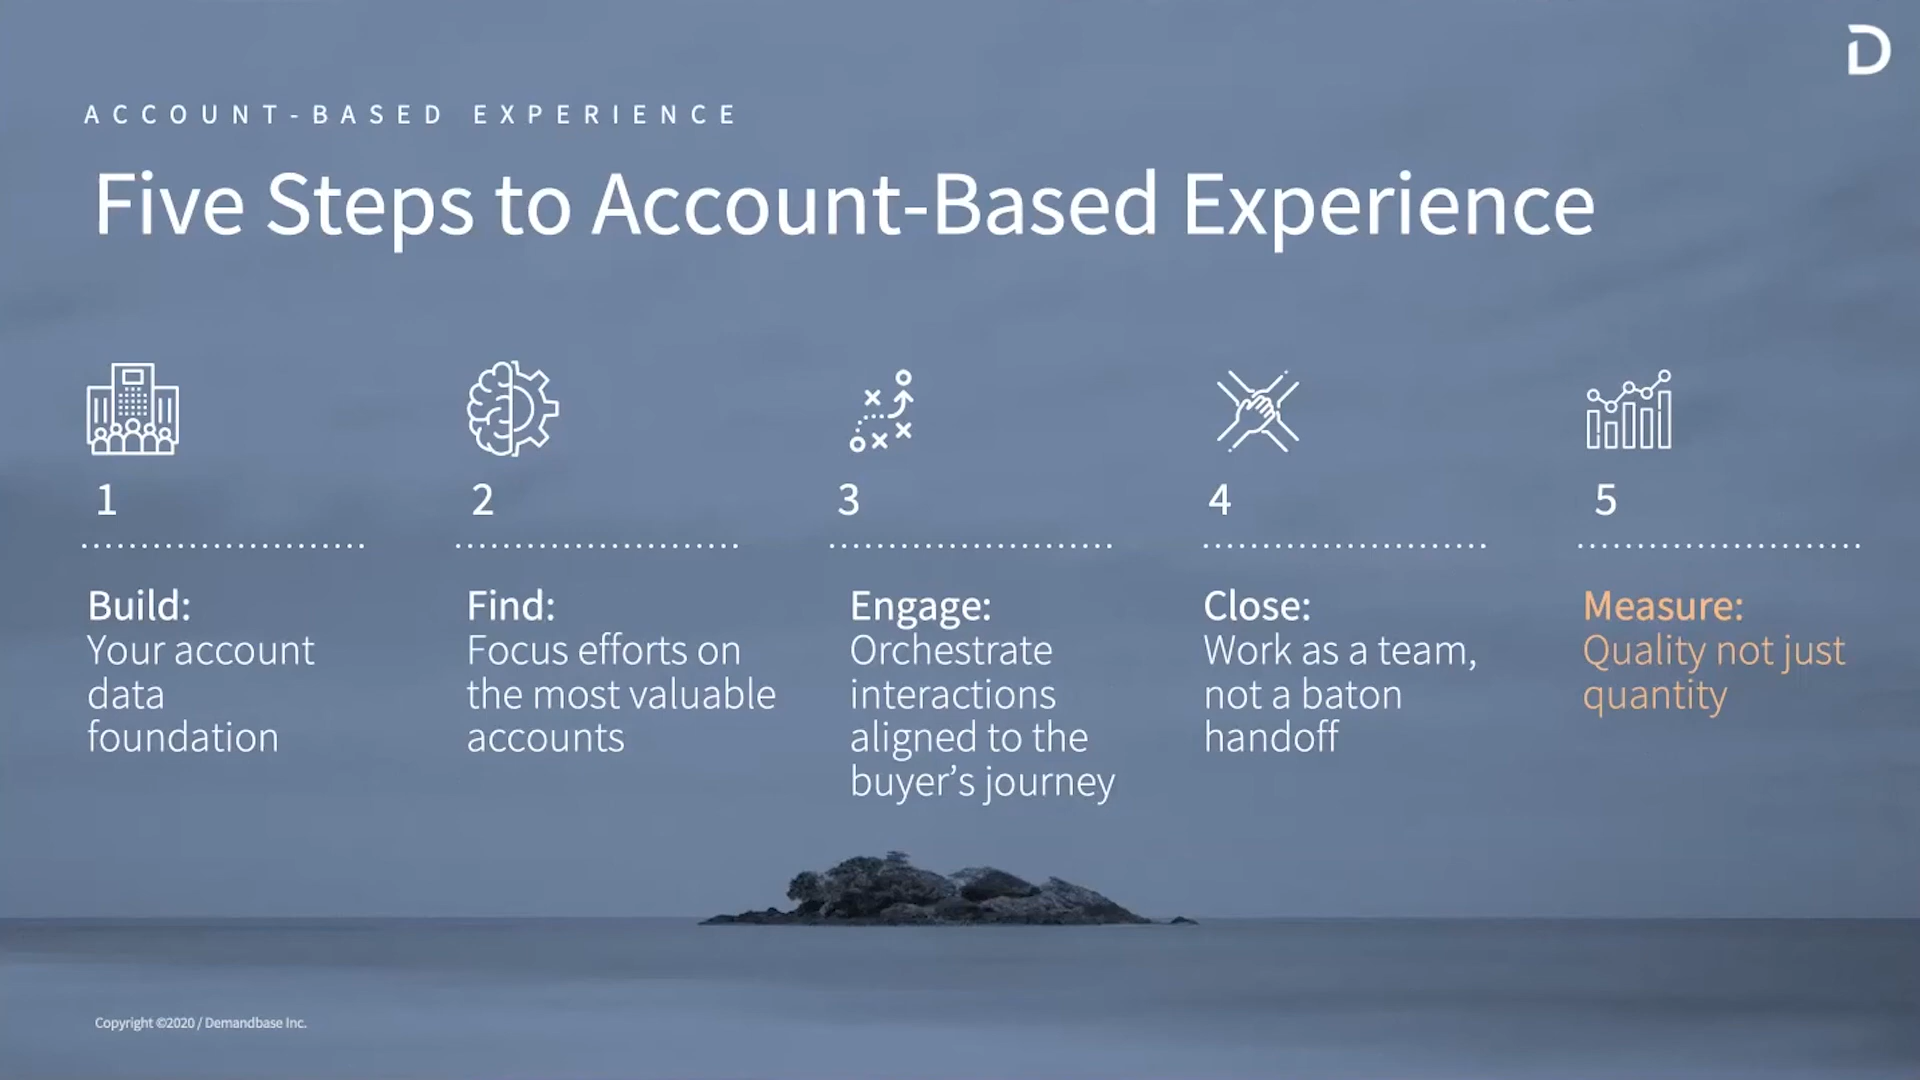 ACCOUNT-BASED EXPERIENCE
Five Steps to Account-Based Experience
1
Build:
Your account
data
foundation
2
Find:
Focus efforts on
the most valuable
accounts
3
Engage:
Orchestrate
interactions
aligned to the
buyer’s journey
4
Close:
Work as a team,
not a baton
handoff
5
Measure:
Quality not just
quantity
Copyright ©2020 / Demandbase Inc.